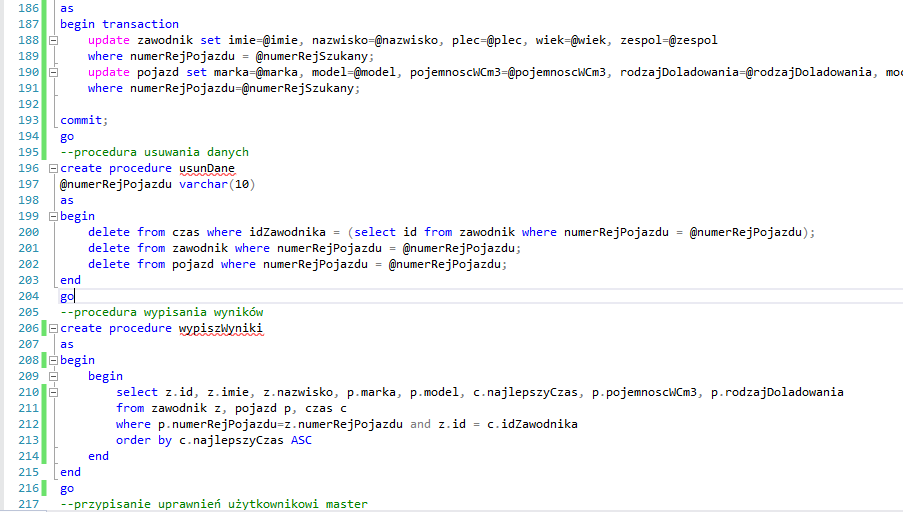 186 as
187 begin transaction
188 update zawodnik set imie=@imie, nazwisko=@nazwisko, plec=@plec, wiek=@wiek, zespol=@zespol
189 where numerRejPojazdu = @numerRejSzukany;
190 update pojazd set marka=@marka, model=@model, pojemnoscWCm3=@pojemnoscWCm3, rodzajDoladowania=@rodzajDoladowania, moc
191 where numerRejPojazdu=@numerRejSzukany;
192
193 commit;
194 go
195 --procedura usuwania danych
196 create procedure usunDane
197 @numerRejPojazdu varchar(10)
198 as
199 begin
200 delete from czas where idZawodnika = (select id from zawodnik where numerRejPojazdu = @numerRejPojazdu);
201 delete from zawodnik where numerRejPojazdu = @numerRejPojazdu;
202 delete from pojazd where numerRejPojazdu = @numerRejPojazdu;
203 end
204 go
205 --procedura wypisania wyników
206 create procedure wypiszWyniki
207 as
208 begin
209 begin
210 select z.id, z.imie, z.nazwisko, p.marka, p.model, c.najlepszyCzas, p.pojemnoscWCm3, p.rodzajDoladowania
211 from zawodnik z, pojazd p, czas c
212 where p.numerRejPojazdu=z.numerRejPojazdu and z.id = c.idZawodnika
213 order by c.najlepszyCzas ASC
214 end
215 end
216 go
217 --przypisanie uprawnień użytkownikowi master